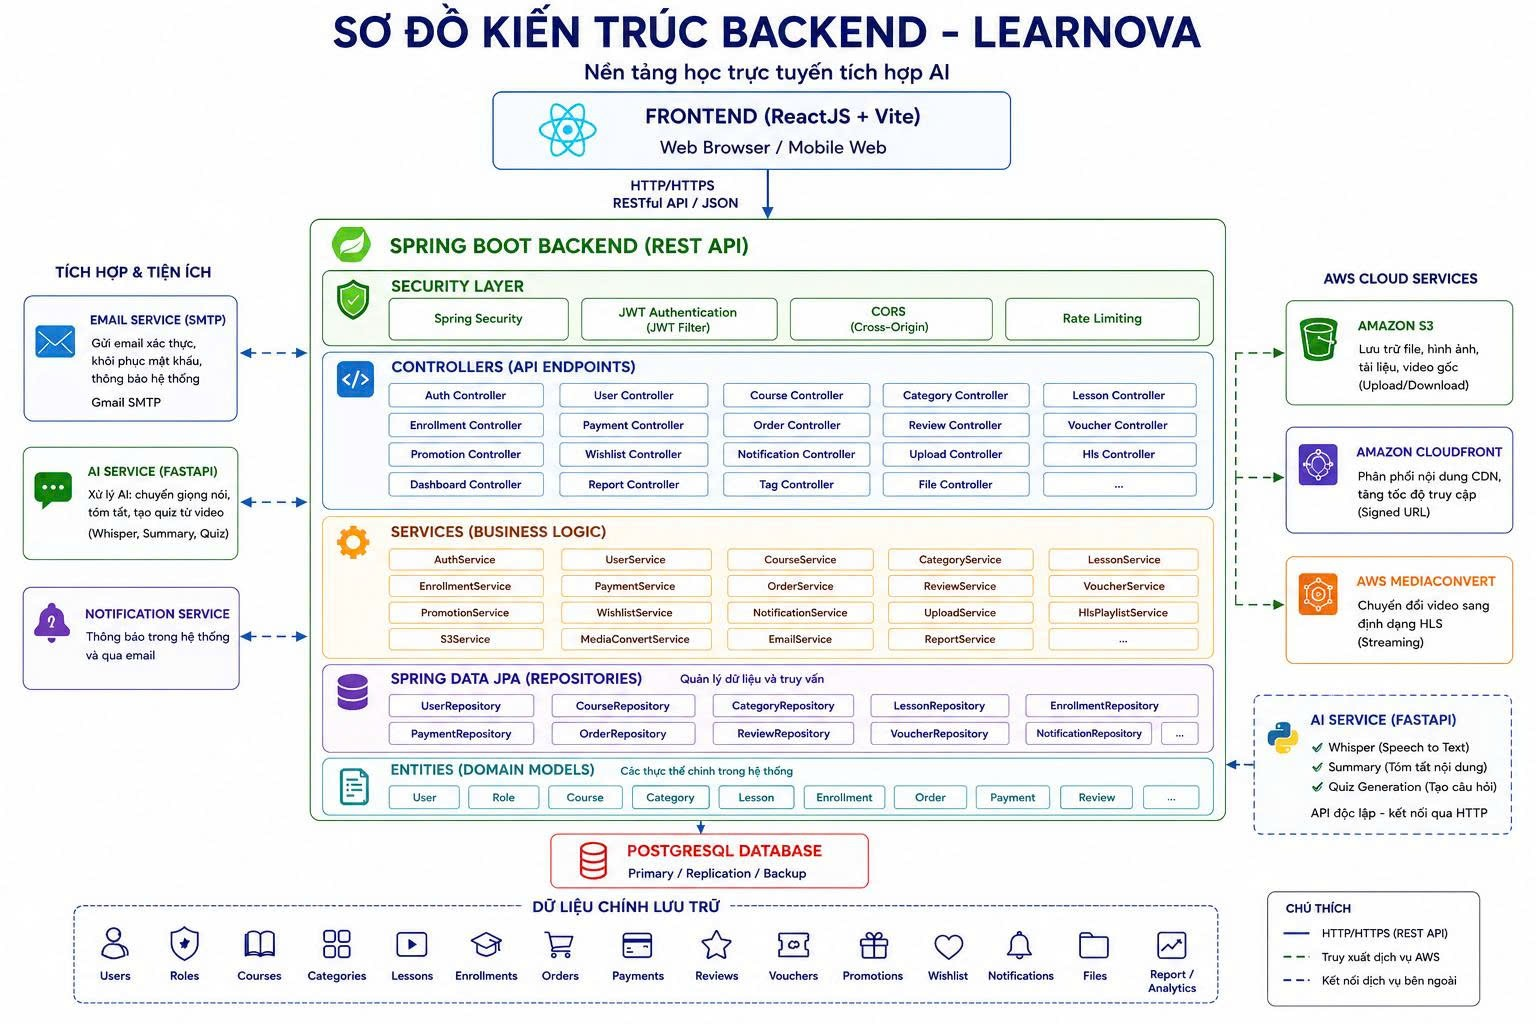 SƠ ĐỒ KIẾN TRÚC BACKEND - LEARNOVA
Nền tảng học trực tuyến tích hợp AI
FRONTEND (ReactJS + Vite)
Web Browser / Mobile Web
HTTP/HTTPS
RESTful API / JSON
TÍCH HỢP & TIỆN ÍCH
EMAIL SERVICE (SMTP)
Gửi email xác thực,
khôi phục mật khẩu,
thông báo hệ thống
Gmail SMTP
AI SERVICE (FASTAPI)
Xử lý AI: chuyển giọng nói,
tóm tắt, tạo quiz từ video
(Whisper, Summary, Quiz)
NOTIFICATION SERVICE
Thông báo trong hệ thống
và qua email
SPRING BOOT BACKEND (REST API)
SECURITY LAYER
Spring Security
JWT Authentication
(JWT Filter)
CORS
(Cross-Origin)
Rate Limiting
CONTROLLERS (API ENDPOINTS)
Auth Controller
User Controller
Course Controller
Category Controller
Lesson Controller
Enrollment Controller
Payment Controller
Order Controller
Review Controller
Voucher Controller
Promotion Controller
Wishlist Controller
Notification Controller
Upload Controller
Hls Controller
Dashboard Controller
Report Controller
Tag Controller
File Controller
...
SERVICES (BUSINESS LOGIC)
AuthService
UserService
CourseService
CategoryService
LessonService
EnrollmentService
PaymentService
OrderService
ReviewService
VoucherService
PromotionService
WishlistService
NotificationService
UploadService
HlsPlaylistService
S3Service
MediaConvertService
EmailService
ReportService
...
SPRING DATA JPA (REPOSITORIES)
Quản lý dữ liệu và truy vấn
UserRepository
CourseRepository
CategoryRepository
LessonRepository
EnrollmentRepository
PaymentRepository
OrderRepository
ReviewRepository
VoucherRepository
NotificationRepository
...
ENTITIES (DOMAIN MODELS)
Các thực thể chính trong hệ thống
User
Role
Course
Category
Lesson
Enrollment
Order
Payment
Review
...
AWS CLOUD SERVICES
AMAZON S3
Lưu trữ file, hình ảnh,
tài liệu, video gốc
(Upload/Download)
AMAZON CLOUDFRONT
Phân phối nội dung CDN,
tăng tốc độ truy cập
(Signed URL)
AWS MEDIACONVERT
Chuyển đổi video sang
định dạng HLS
(Streaming)
AI SERVICE (FASTAPI)
Whisper (Speech to Text)
Summary (Tóm tắt nội dung)
Quiz Generation (Tạo câu hỏi)
API độc lập - kết nối qua HTTP
POSTGRESQL DATABASE
Primary / Replication / Backup
DỮ LIỆU CHÍNH LƯU TRỮ
Users
Roles
Courses
Categories
Lessons
Enrollments
Orders
Payments
Reviews
Vouchers
Promotions
Wishlist
Notifications
Files
Report /
Analytics
CHÚ THÍCH
HTTP/HTTPS (REST API)
Truy xuất dịch vụ AWS
Kết nối dịch vụ bên ngoài